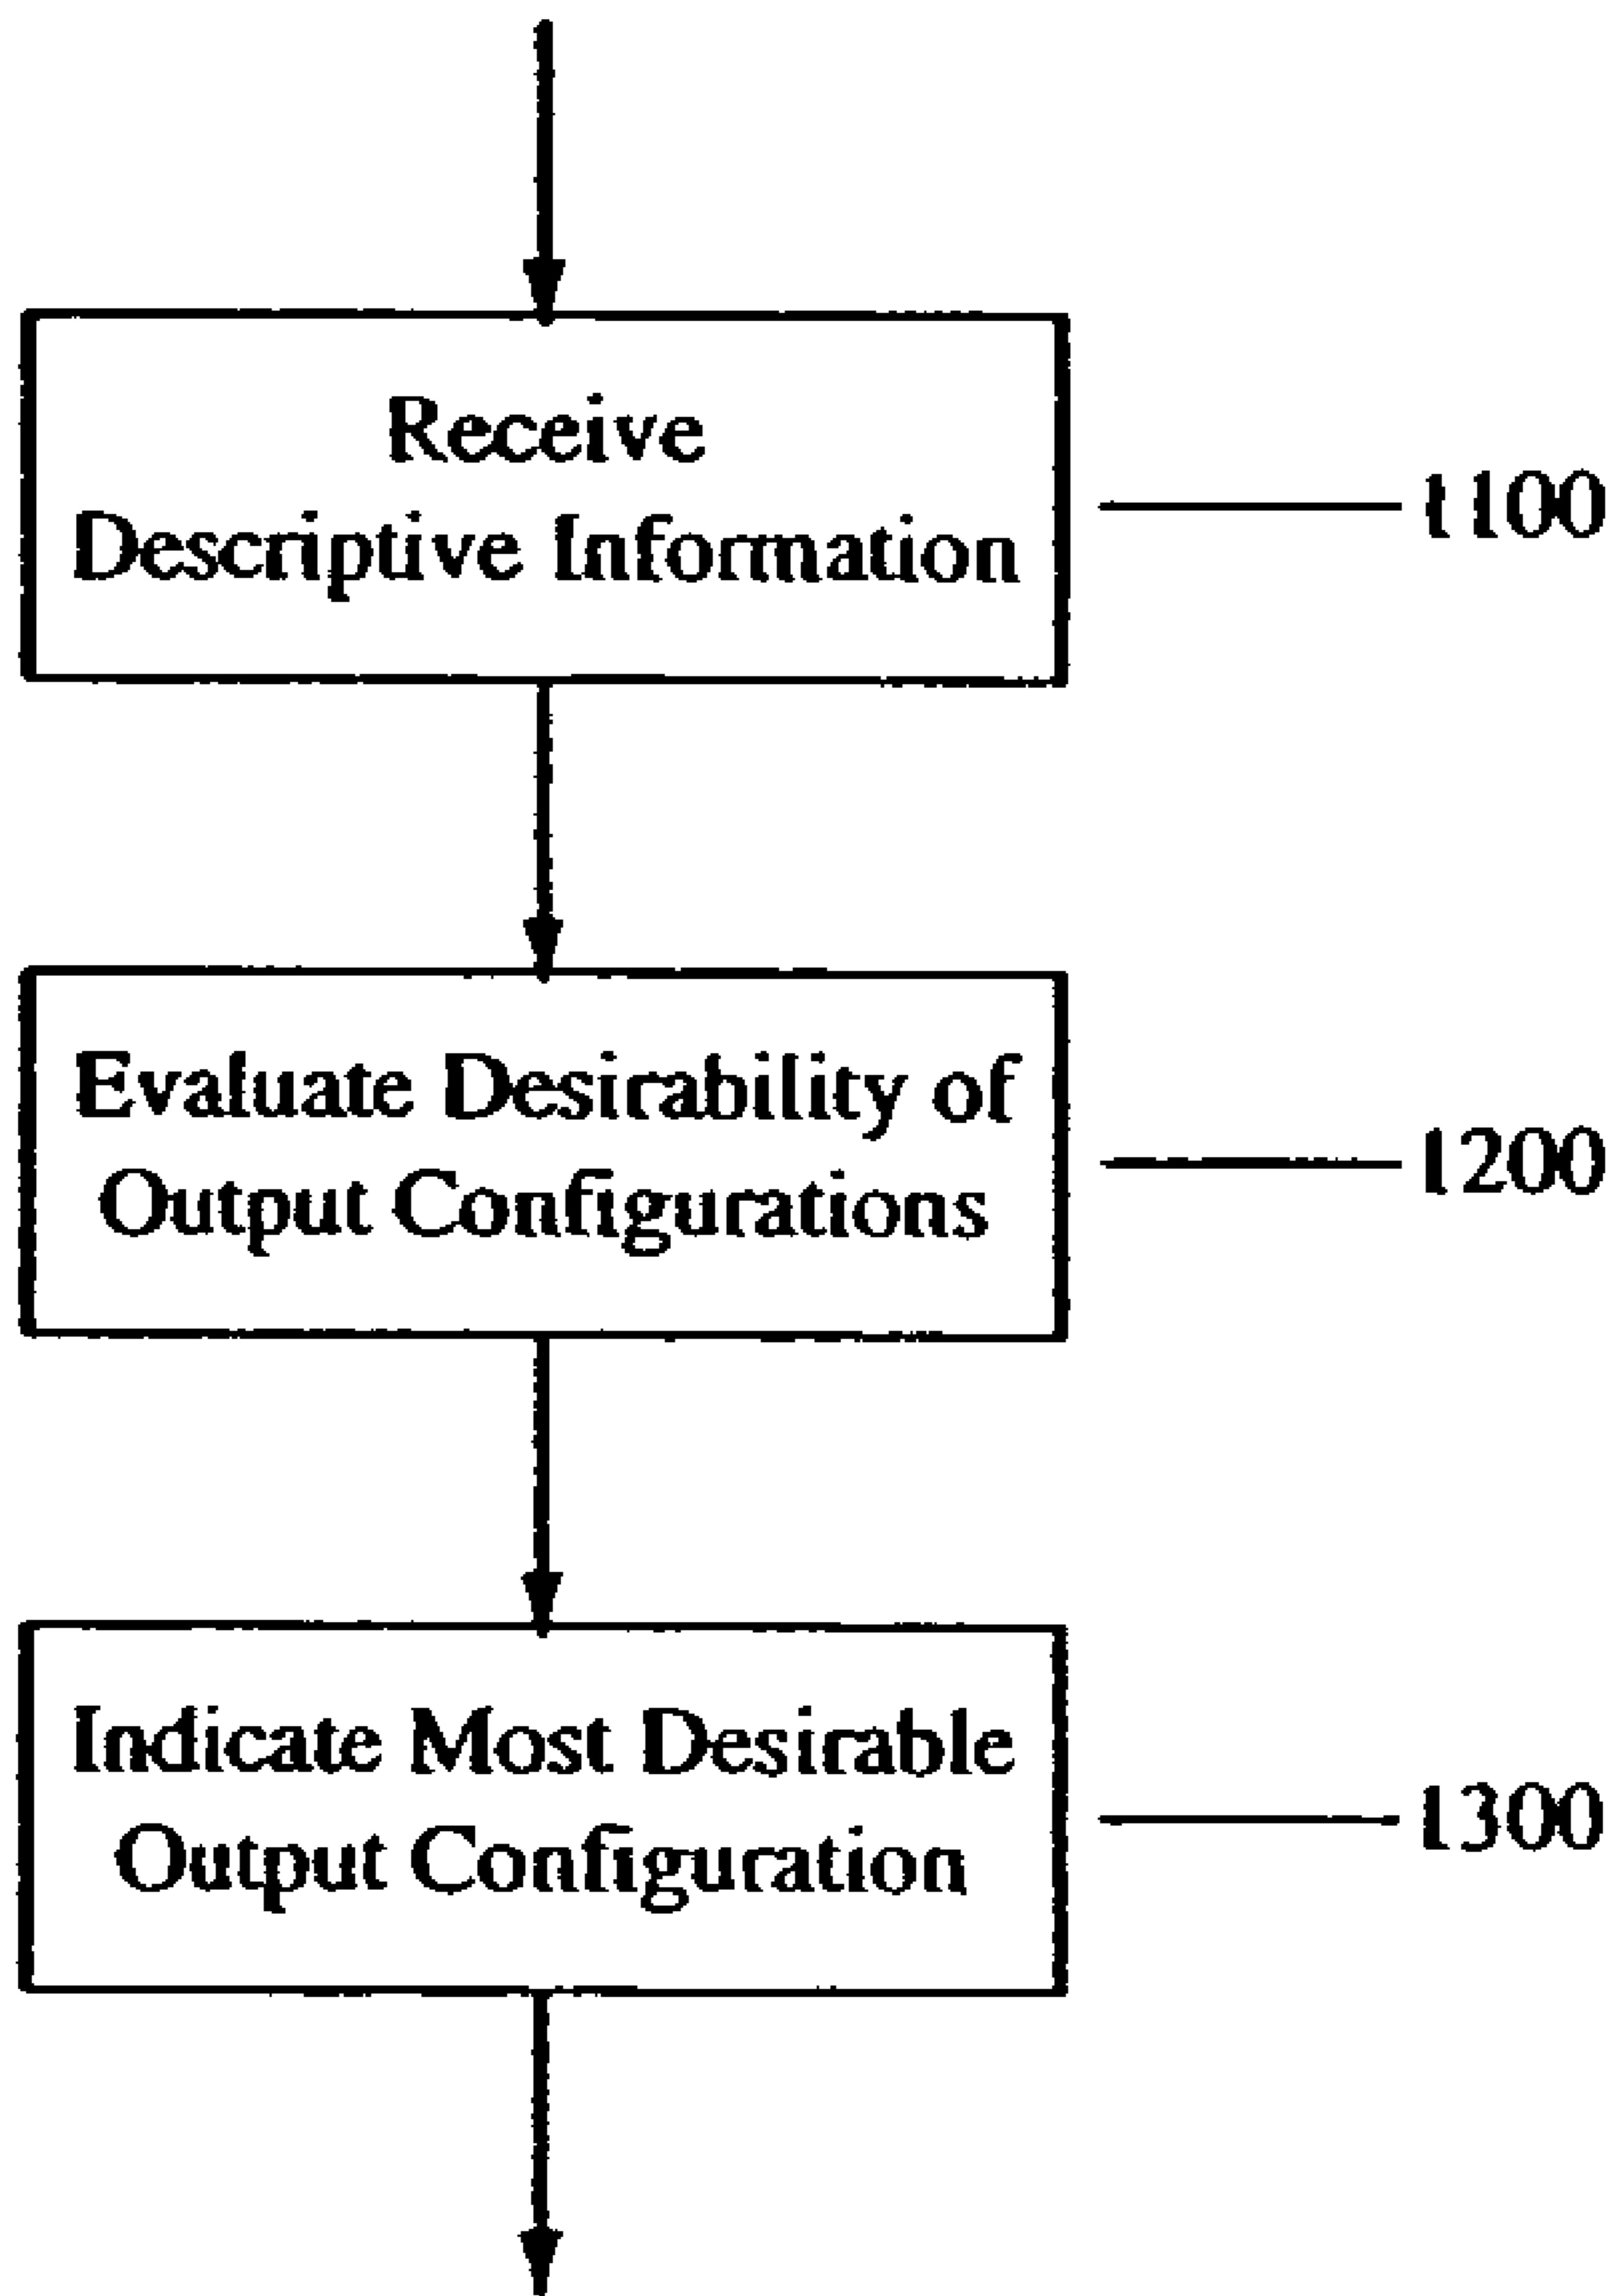 Receive
Descriptive Information
1100
Evaluate Desirability of
Output Configurations
1200
Indicate Most Desirable
Output Configuration
1300